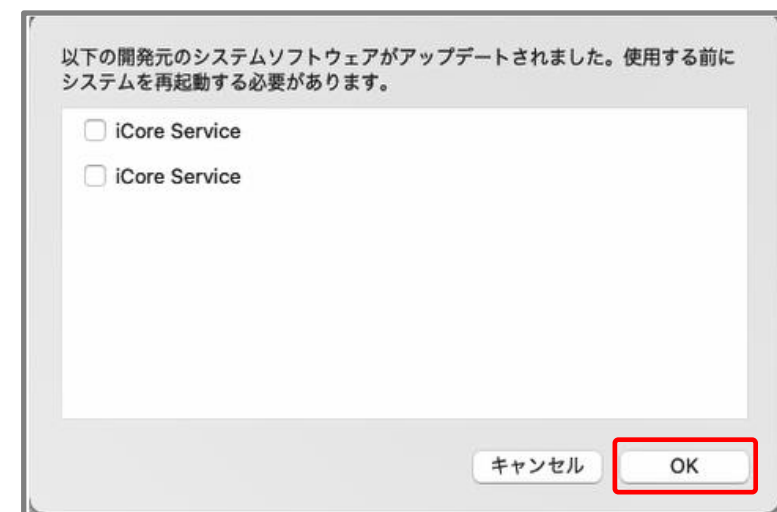 以下の開発元のシステムソフトウェアがアップデートされました。使用する前に
システムを再起動する必要があります。
iCore Service
iCore Service
キャンセル
OK